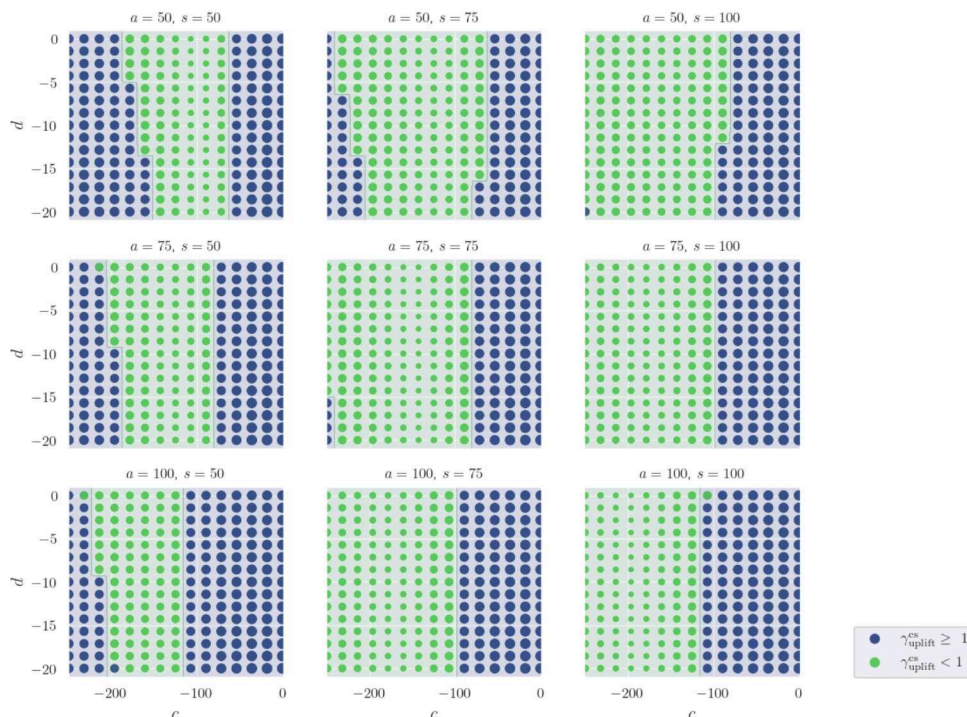 a = 50, s = 50
a = 50, s = 75
a = 50, s = 100
0
−5
−10
−15
−20
d
a = 75, s = 50
a = 75, s = 75
a = 75, s = 100
0
−5
−10
−15
−20
d
a = 100, s = 50
a = 100, s = 75
a = 100, s = 100
0
−5
−10
−15
−20
d
−200 −100 0
−200 −100 0
−200 −100 0
c
c
c
γ^cs_uplift ≥ 1
γ^cs_uplift < 1